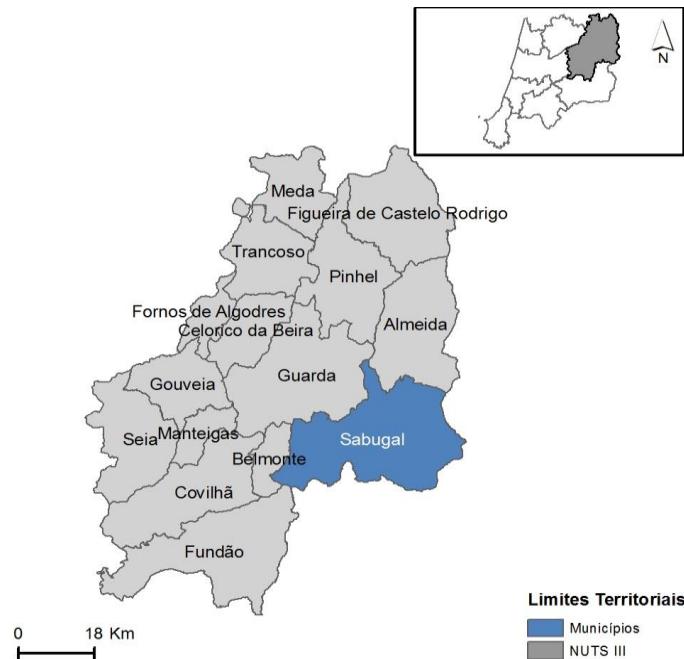 N
Meda
Figueira de Castelo Rodrigo
Trancoso
Pinhel
Fornos de Algodres
Celorico da Beira
Almeida
Guarda
Gouveia
Seia
Manteigas
Sabugal
Belmonte
Covilhã
Fundão
Limites Territoriais
0 18 Km
Municípios
NUTS III